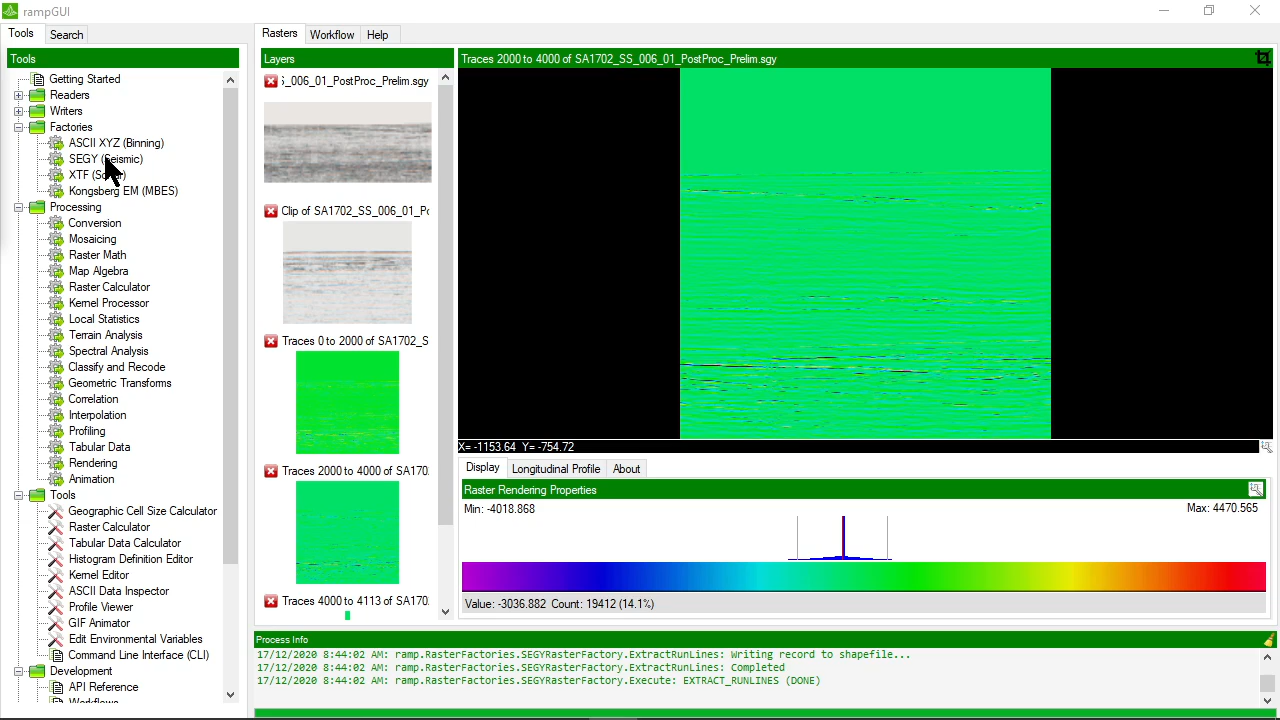 rampGUI
Tools
Search
Tools
Getting Started
Readers
Writers
Factories
ASCII XYZ (Binning)
SEGY (Seismic)
XTF
Kongsberg EM (MBES)
Processing
Conversion
Mosaicing
Raster Math
Map Algebra
Raster Calculator
Kernel Processor
Local Statistics
Terrain Analysis
Spectral Analysis
Classify and Recode
Geometric Transforms
Correlation
Interpolation
Profiling
Tabular Data
Rendering
Animation
Tools
Geographic Cell Size Calculator
Raster Calculator
Tabular Data Calculator
Histogram Definition Editor
Kernel Editor
ASCII Data Inspector
Profile Viewer
GIF Animator
Edit Environmental Variables
Command Line Interface (CLI)
Development
API Reference
Rasters
Workflow
Help
Layers
_006_01_PostProc_Prelim.sgy
Clip of SA1702_SS_006_01_P
Traces 0 to 2000 of SA1702_S
Traces 2000 to 4000 of SA170
Traces 4000 to 4113 of SA170
Traces 2000 to 4000 of SA1702_SS_006_01_PostProc_Prelim.sgy
X= -1153.64 Y= -754.72
Display
Longitudinal Profile
About
Raster Rendering Properties
Min: -4018.868
Max: 4470.565
Value: -3036.882 Count: 19412 (14.1%)
Process Info
17/12/2020 8:44:02 AM: ramp.RasterFactories.SEGYRasterFactory.ExtractRunLines: Writing record to shapefile...
17/12/2020 8:44:02 AM: ramp.RasterFactories.SEGYRasterFactory.ExtractRunLines: Completed
17/12/2020 8:44:02 AM: ramp.RasterFactories.SEGYRasterFactory.Execute: EXTRACT_RUNLINES (DONE)